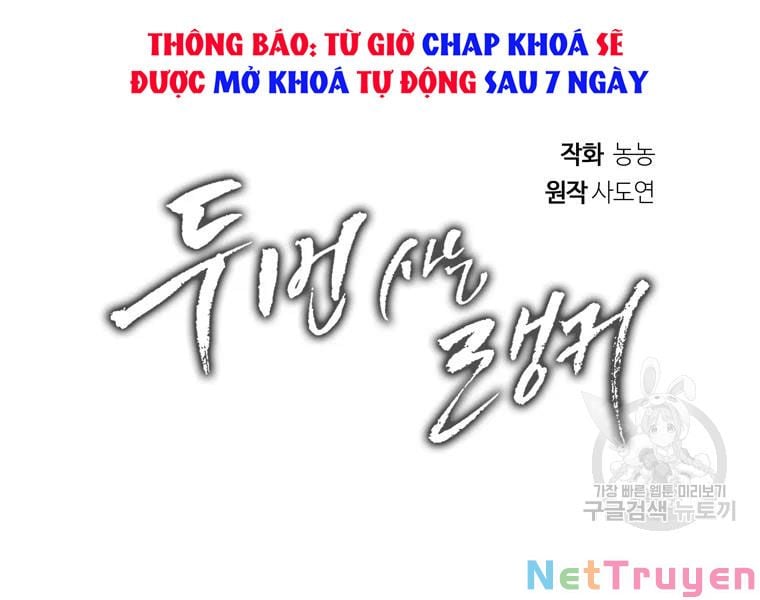 THÔNG BÁO: TỪ GIỜ CHAP KHOÁ SẼ
ĐƯỢC MỞ KHOÁ TỰ ĐỘNG SAU 7 NGÀY
작화 농농
원작 사도연
두 번 사는
랭커
가장 빠른 웹툰 미리보기
구글검색 뉴토끼
NetTruyen